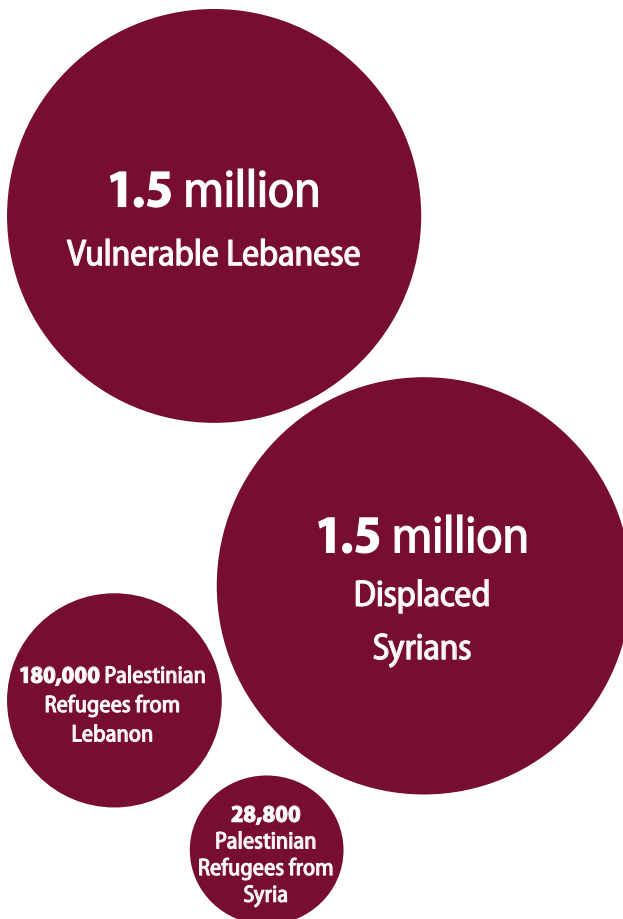 1.5 million
Vulnerable Lebanese
1.5 million
Displaced
Syrians
180,000 Palestinian
Refugees from
Lebanon
28,800
Palestinian
Refugees from
Syria